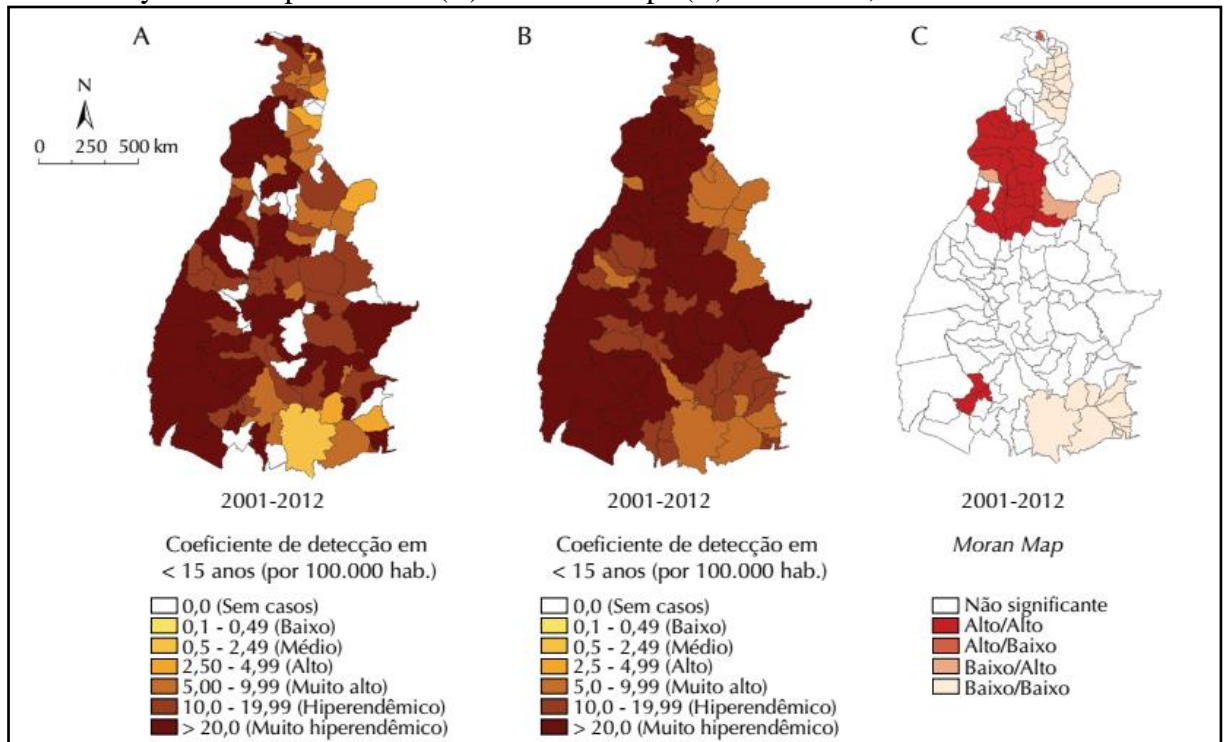 A
B
C
N
0 250 500 km
2001-2012
2001-2012
2001-2012
Coeficiente de detecção em
< 15 anos (por 100.000 hab.)
0,0 (Sem casos)
0,1 - 0,49 (Baixo)
0,5 - 2,49 (Médio)
2,50 - 4,99 (Alto)
5,00 - 9,99 (Muito alto)
10,0 - 19,99 (Hiperendêmico)
> 20,0 (Muito hiperendêmico)
Coeficiente de detecção em
< 15 anos (por 100.000 hab.)
0,0 (Sem casos)
0,1 - 0,49 (Baixo)
0,5 - 2,49 (Médio)
2,5 - 4,99 (Alto)
5,0 - 9,99 (Muito alto)
10,0 - 19,99 (Hiperendêmico)
> 20,0 (Muito hiperendêmico)
Moran Map
Não significante
Alto/Alto
Alto/Baixo
Baixo/Alto
Baixo/Baixo